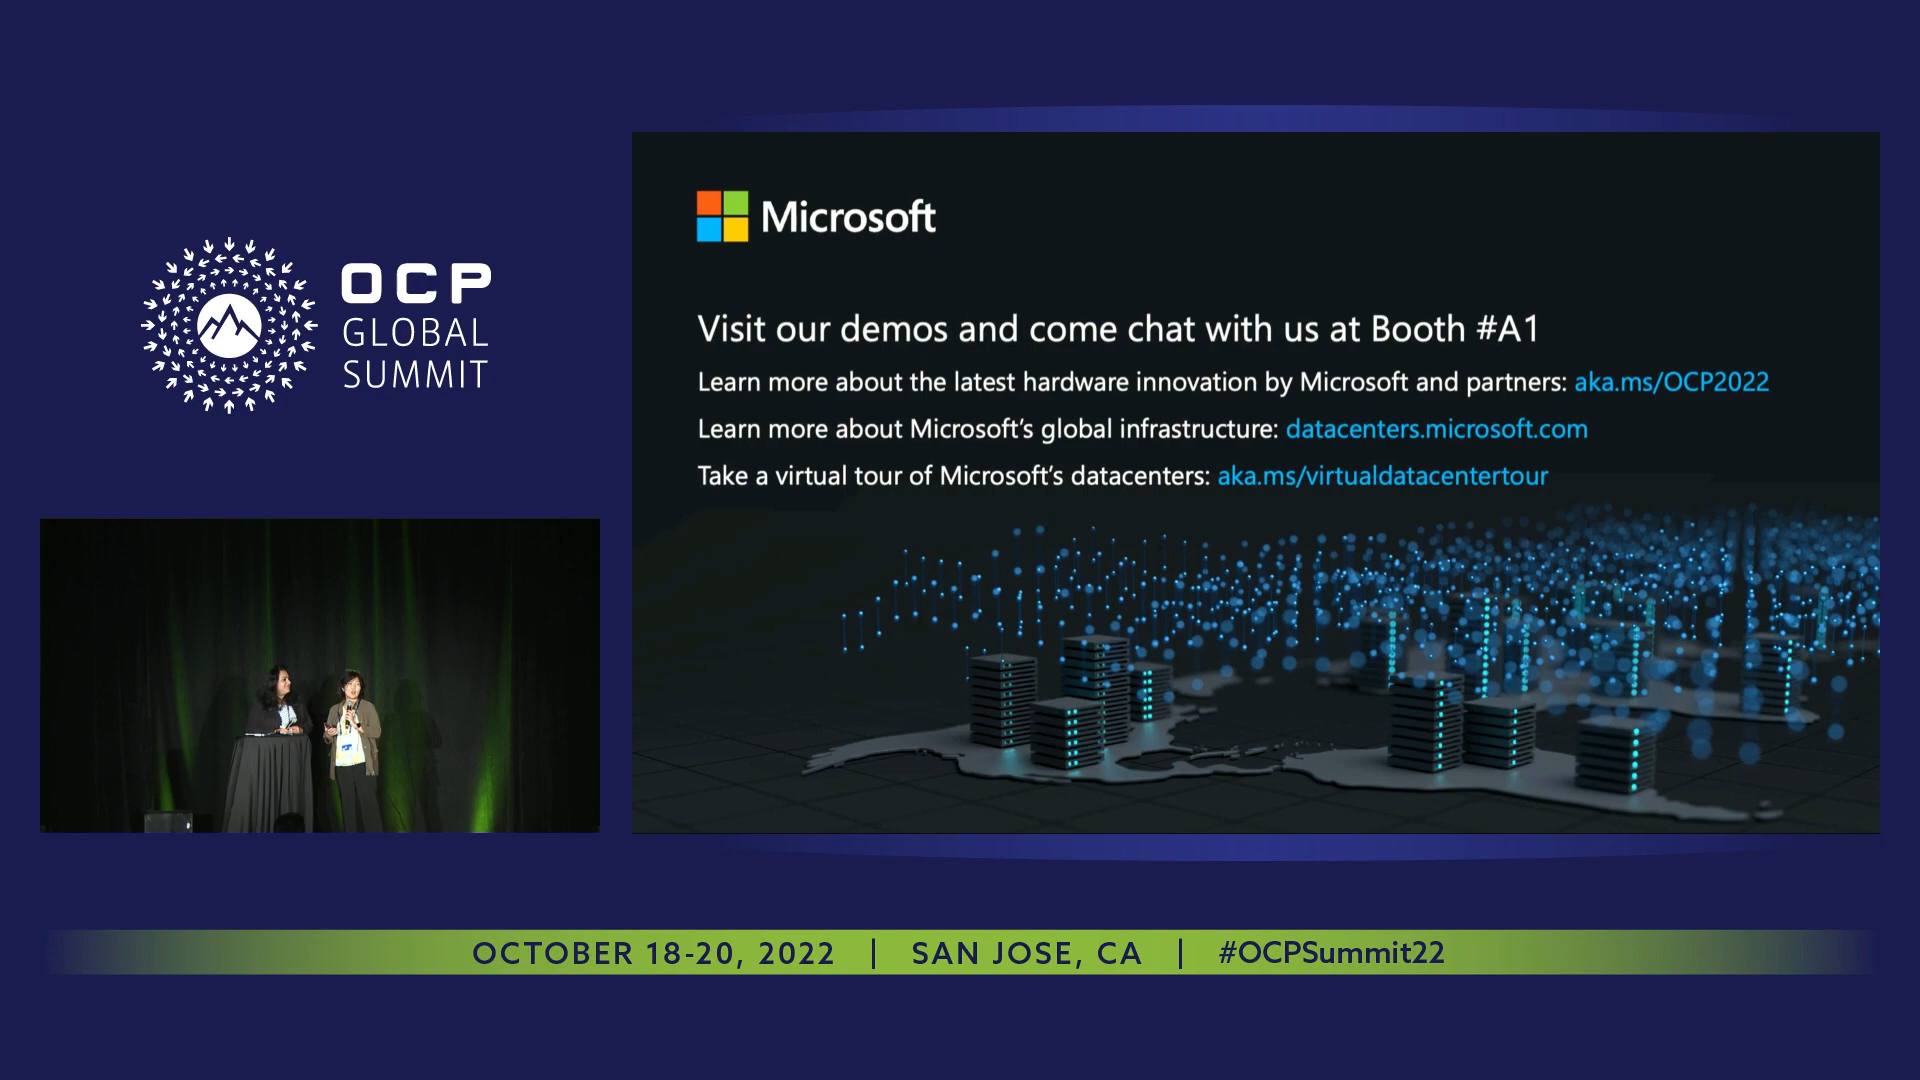 OCP
GLOBAL
SUMMIT
Microsoft
Visit our demos and come chat with us at Booth #A1
Learn more about the latest hardware innovation by Microsoft and partners: aka.ms/OCP2022
Learn more about Microsoft’s global infrastructure: datacenters.microsoft.com
Take a virtual tour of Microsoft’s datacenters: aka.ms/virtualdatacentertour
OCTOBER 18-20, 2022 | SAN JOSE, CA | #OCPSummit22